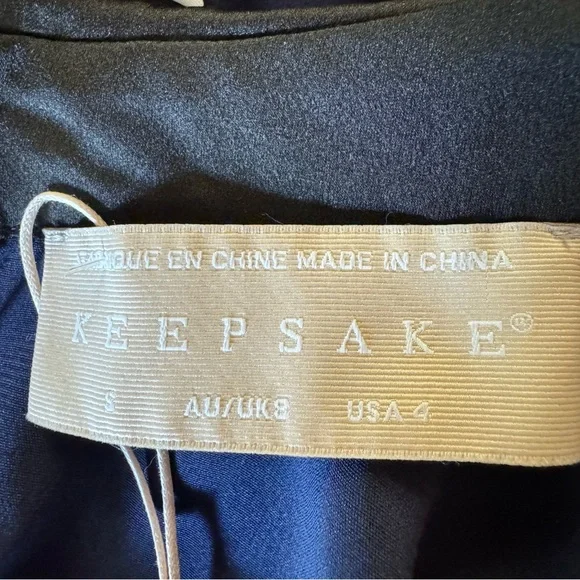 EN CHINE MADE IN CHINA
KEEPSAKE®
S AU/UK8 USA 4